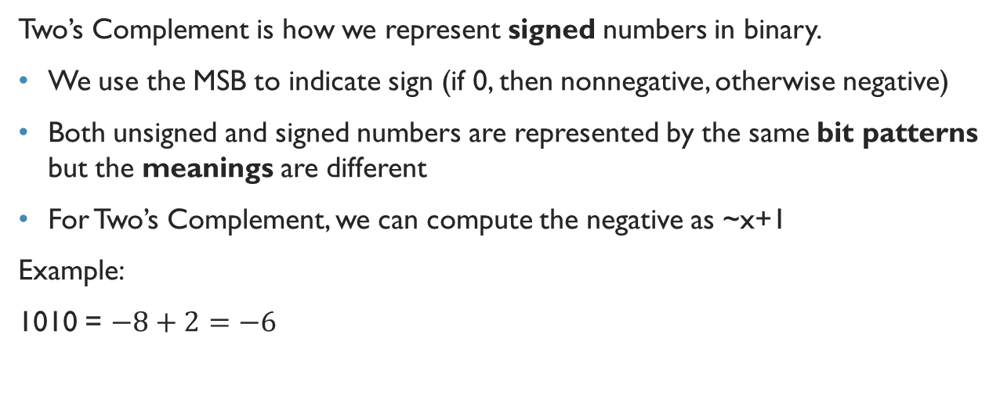 Two's Complement is how we represent signed numbers in binary.
• We use the MSB to indicate sign (if 0, then nonnegative, otherwise negative)
• Both unsigned and signed numbers are represented by the same bit patterns
but the meanings are different
• For Two's Complement, we can compute the negative as ~x+1
Example:
1010 = −8 + 2 = −6